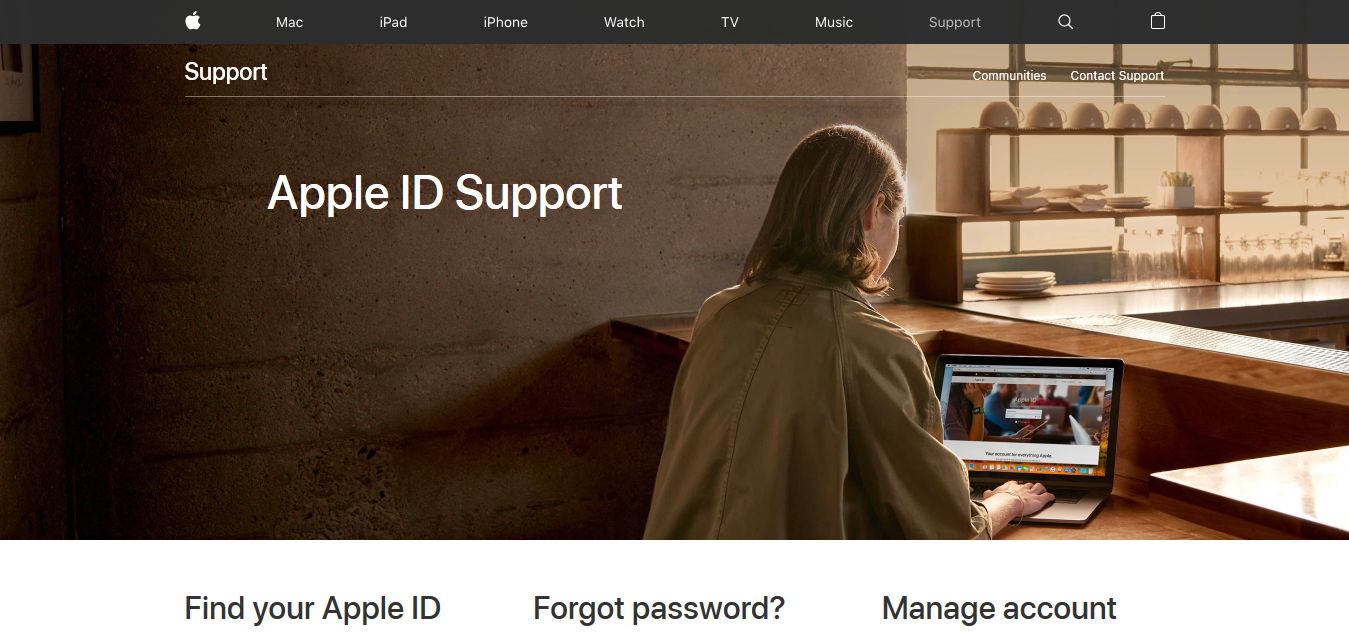 Mac iPad iPhone Watch TV Music Support
Support
Communities Contact Support
Apple ID Support
Apple ID
Your account for everything Apple.
Find your Apple ID Forgot password? Manage account